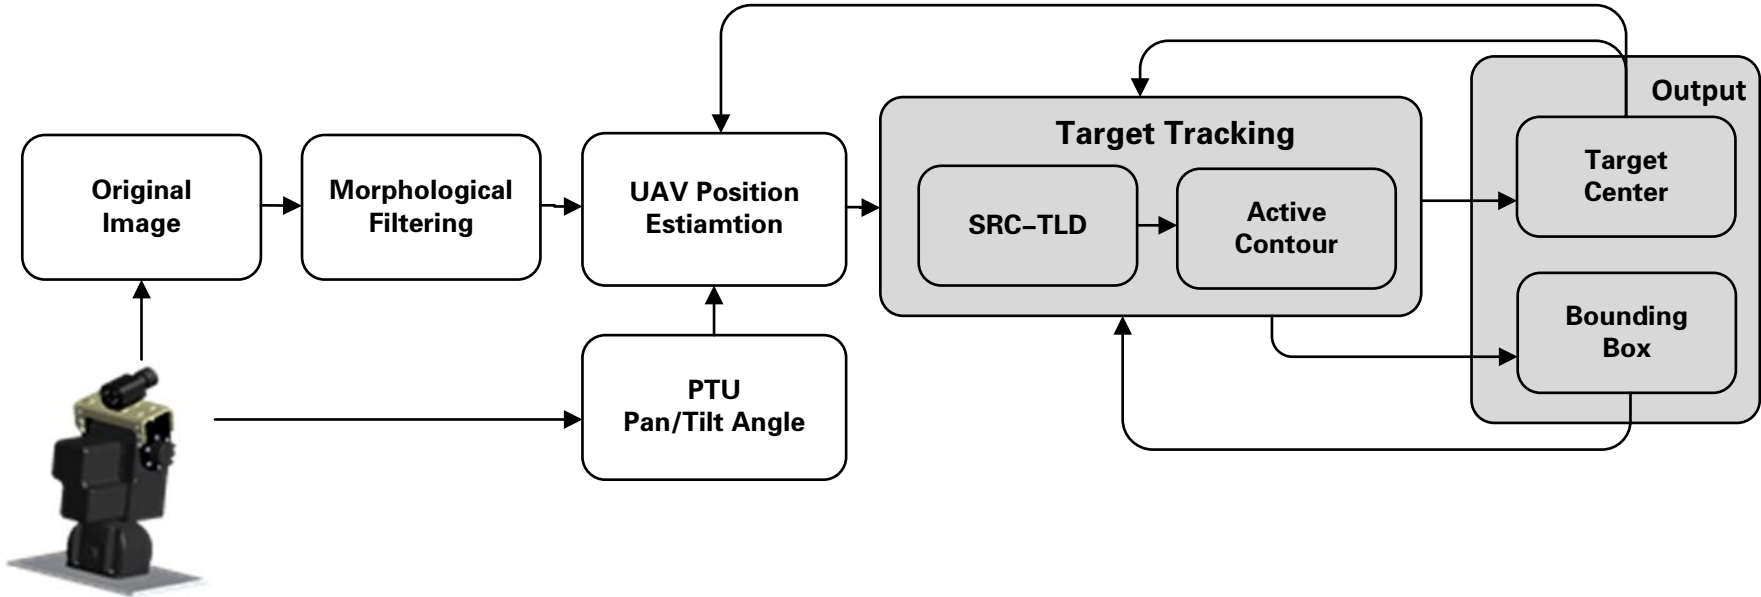 Output
Target Tracking
Original
Image
Morphological
Filtering
UAV Position
Estiamtion
SRC–TLD
Active
Contour
Target
Center
Bounding
Box
PTU
Pan/Tilt Angle